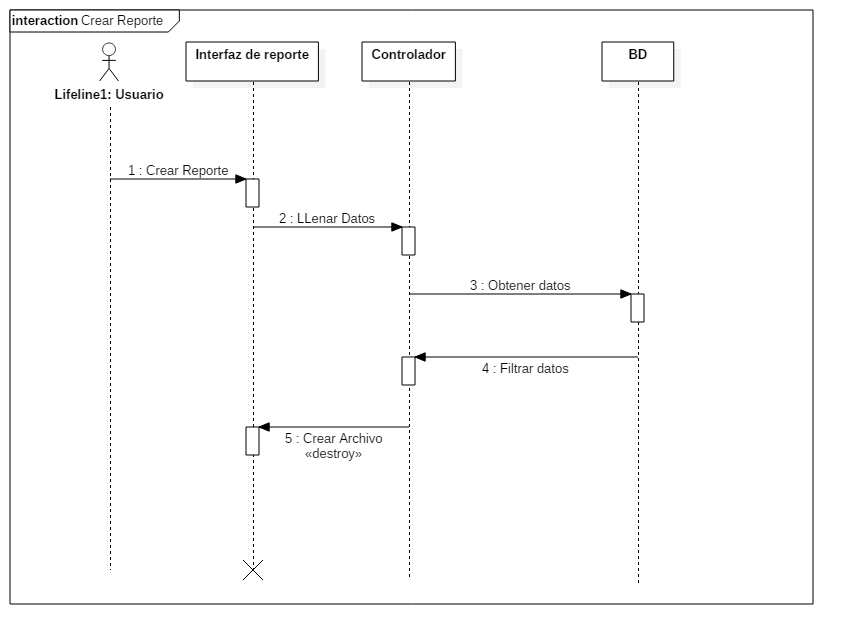 interaction Crear Reporte
Interfaz de reporte
Controlador
BD
Lifeline1: Usuario
1 : Crear Reporte
2 : LLenar Datos
3 : Obtener datos
4 : Filtrar datos
5 : Crear Archivo
«destroy»